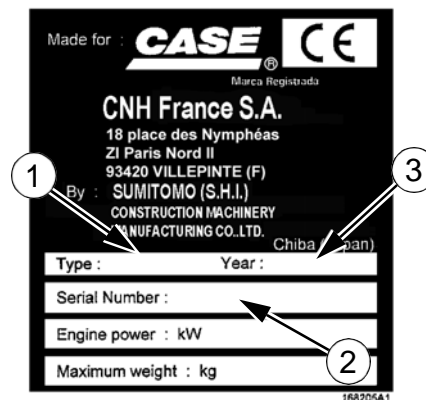 Made for : CASE ® CE
Marca Registrada
CNH France S.A.
18 place des Nymphéas
ZI Paris Nord II
93420 VILLEPINTE (F)
1
3
By : SUMITOMO (S.H.I.)
CONSTRUCTION MACHINERY
MANUFACTURING CO.,LTD.
Chiba (Japan)
Type : Year :
Serial Number :
2
Engine power : kW
Maximum weight : kg
168205A1